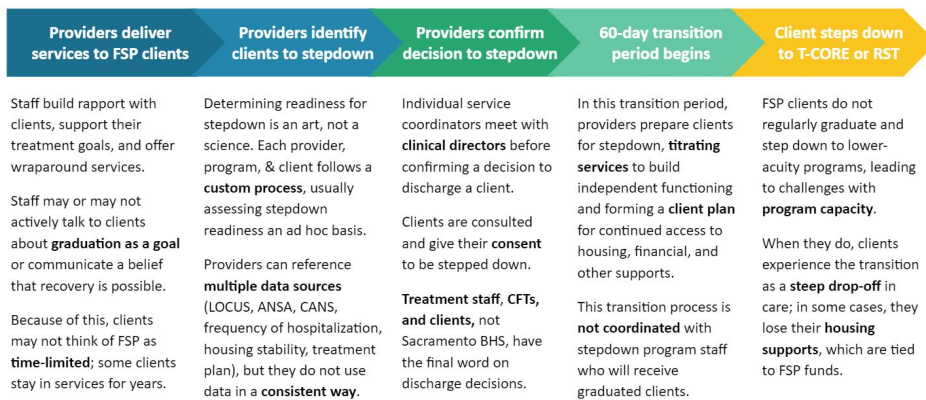 Providers deliver
services to FSP clients
Providers identify
clients to stepdown
Providers confirm
decision to stepdown
60-day transition
period begins
Client steps down
to T-CORE or RST
Staff build rapport with
clients, support their
treatment goals, and offer
wraparound services.
Staff may or may not
actively talk to clients
about graduation as a goal
or communicate a belief
that recovery is possible.
Because of this, clients
may not think of FSP as
time-limited; some clients
stay in services for years.
Determining readiness for
stepdown is an art, not a
science. Each provider,
program, & client follows a
custom process, usually
assessing stepdown
readiness an ad hoc basis.
Providers can reference
multiple data sources
(LOCUS, ANSA, CANS,
frequency of hospitalization,
housing stability, treatment
plan), but they do not use
data in a consistent way.
Individual service
coordinators meet with
clinical directors before
confirming a decision to
discharge a client.
Clients are consulted
and give their consent
to be stepped down.
Treatment staff, CFTs,
and clients, not
Sacramento BHS, have
the final word on
discharge decisions.
In this transition period,
providers prepare clients
for stepdown, titrating
services to build
independent functioning
and forming a client plan
for continued access to
housing, financial, and
other supports.
This transition process is
not coordinated with
stepdown program staff
who will receive
graduated clients.
FSP clients do not
regularly graduate and
step down to lower-
acuity programs, leading
to challenges with
program capacity.
When they do, clients
experience the transition
as a steep drop-off in
care; in some cases, they
lose their housing
supports, which are tied
to FSP funds.